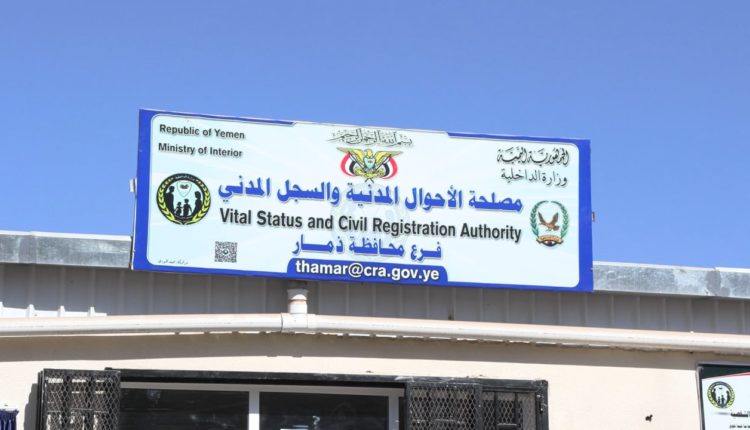 بسم الله الرحمن الرحيم
Republic of Yemen
Ministry of Interior
الجمهورية اليمنية
وزارة الداخلية
مصلحة الأحوال المدنية والسجل المدني
Vital Status and Civil Registration Authority
فرع محافظة ذمار
thamar@cra.gov.ye